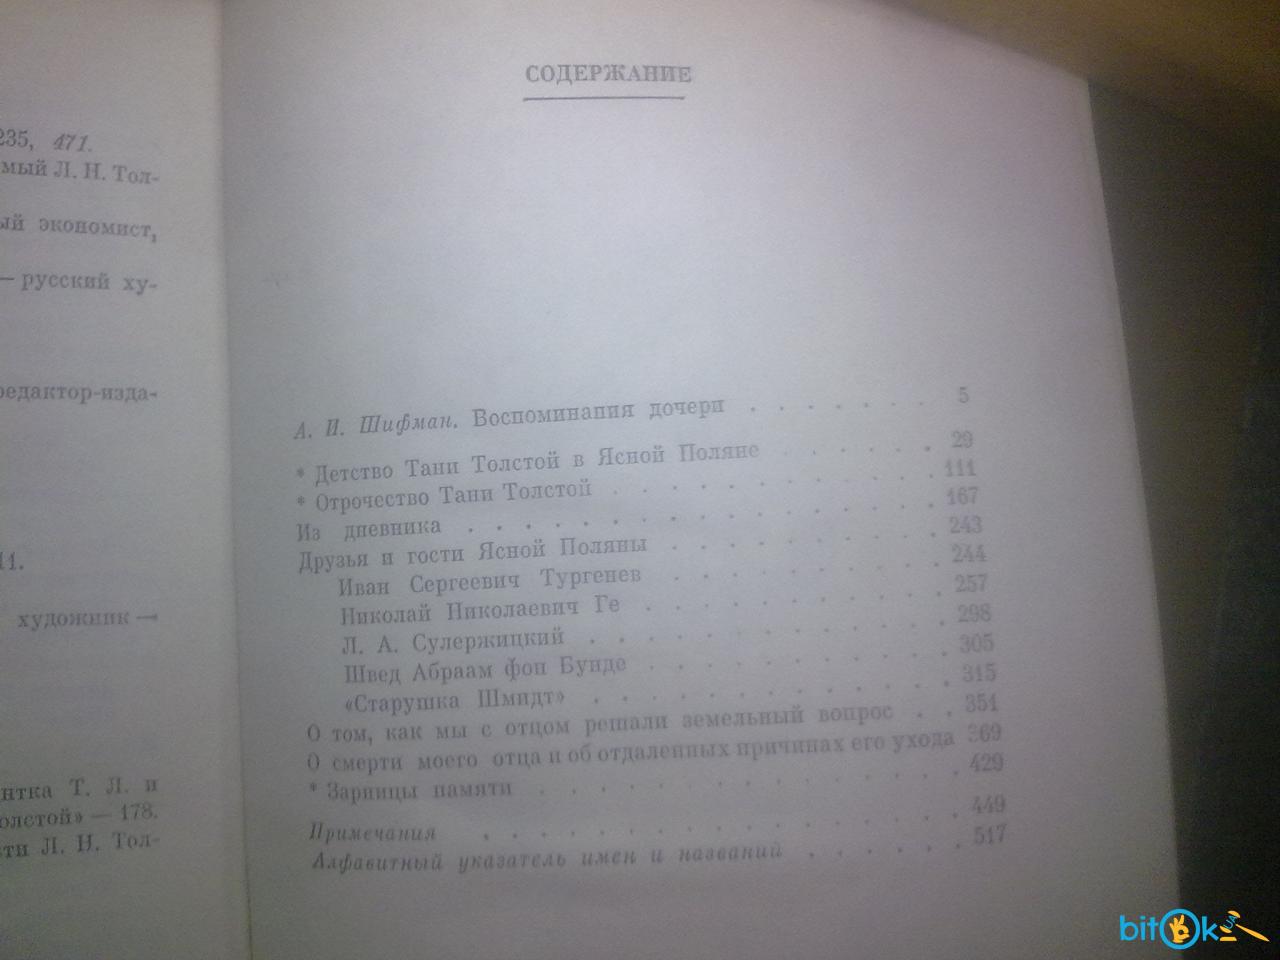 235, 471.
мый Л. Н. Тол-
ый экономист,
— русский ху-
редактор-изда-
11.
художник —
нтка Т. Л. и
олстой» — 178.
сти Л. Н. Тол-
СОДЕРЖАНИЕ
А. И. Шифман. Воспоминания дочери . . . . . . . 5
* Детство Тани Толстой в Ясной Поляне . . . . . . 29
* Отрочество Тани Толстой . . . . . . . . . . . . 111
Из дневника . . . . . . . . . . . . . . . . . 167
Друзья и гости Ясной Поляны . . . . . . . . . . 243
Иван Сергеевич Тургенев . . . . . . . . . . 244
Николай Николаевич Ге . . . . . . . . . . . 257
Л. А. Сулержицкий . . . . . . . . . . . . . 298
Швед Абраам фон Бунде . . . . . . . . . . . 305
«Старушка Шмидт» . . . . . . . . . . . . . 315
О том, как мы с отцом решали земельный вопрос . . 351
О смерти моего отца и об отдаленных причинах его ухода 369
* Зарницы памяти . . . . . . . . . . . . . . . 429
Примечания . . . . . . . . . . . . . . . . . 449
Алфавитный указатель имен и названий . . . . . . 517
bitOk.UA